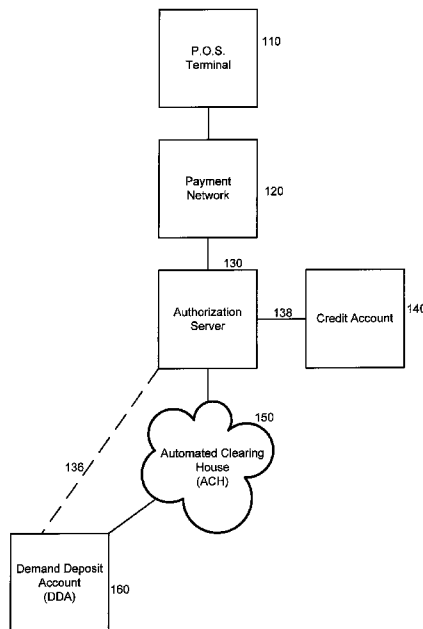 P.O.S.
Terminal
110
Payment
Network
120
130
Authorization
Server
138
Credit Account
140
150
Automated Clearing
House
(ACH)
136
Demand Deposit
Account
(DDA)
160